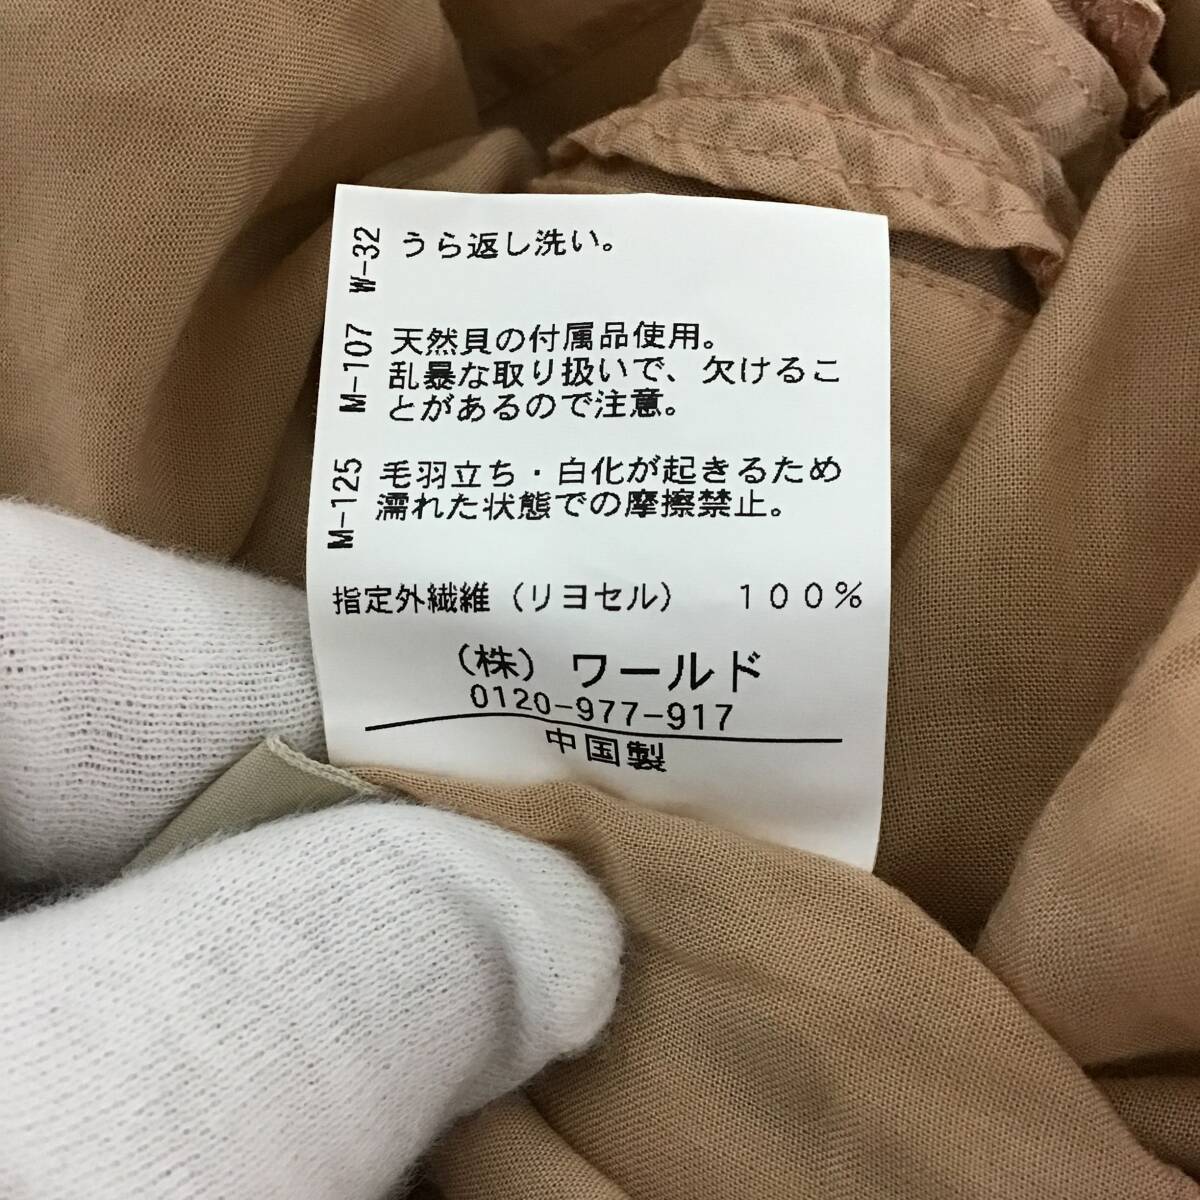 W-32 うら返し洗い。
M-107 天然貝の付属品使用。
乱暴な取り扱いで、欠けるこ
とがあるので注意。
M-125 毛羽立ち・白化が起きるため
濡れた状態での摩擦禁止。
指定外繊維（リヨセル） １００％
（株）ワールド
0120-977-917
中国製